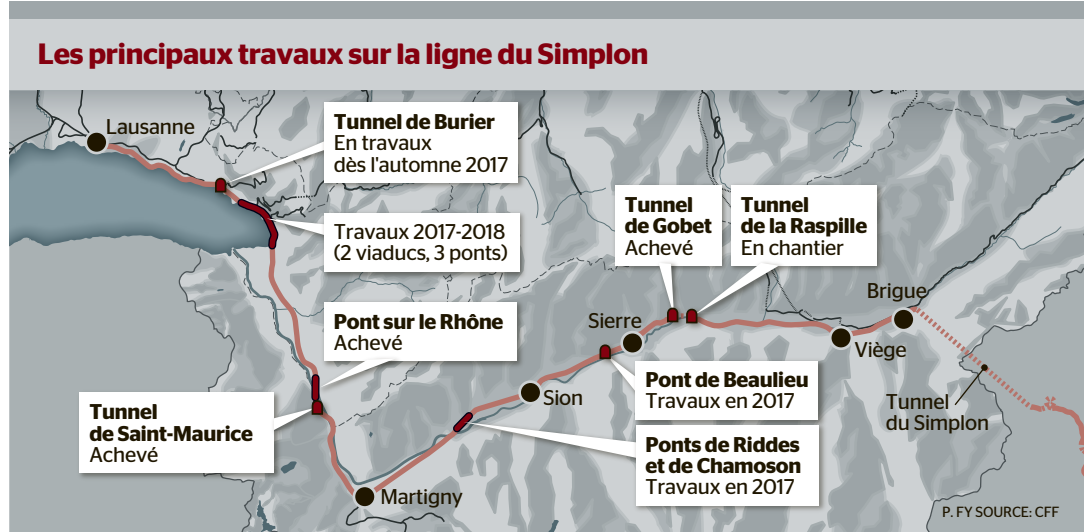 Les principaux travaux sur la ligne du Simplon
Lausanne
Tunnel de Burier
En travaux
dès l'automne 2017
Travaux 2017-2018
(2 viaducs, 3 ponts)
Pont sur le Rhône
Achevé
Tunnel
de Saint-Maurice
Achevé
Martigny
Sion
Sierre
Tunnel
de Gobet
Achevé
Tunnel
de la Raspille
En chantier
Pont de Beaulieu
Travaux en 2017
Ponts de Riddes
et de Chamoson
Travaux en 2017
Viège
Brigue
Tunnel
du Simplon
P. FY SOURCE: CFF